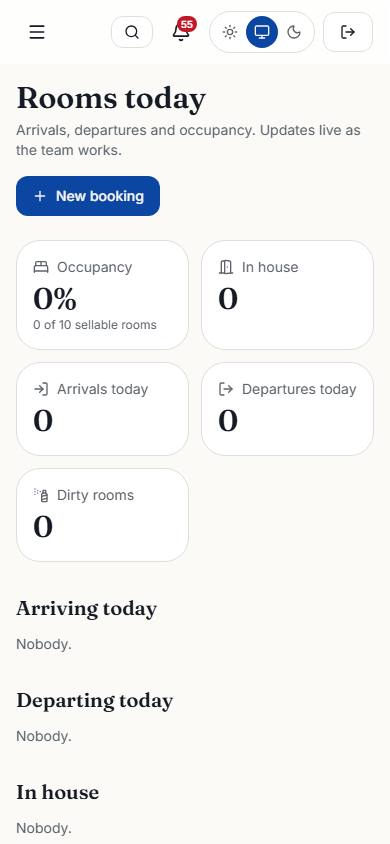 55
Rooms today
Arrivals, departures and occupancy. Updates live as
the team works.
New booking
Occupancy
0%
0 of 10 sellable rooms
In house
0
Arrivals today
0
Departures today
0
Dirty rooms
0
Arriving today
Nobody.
Departing today
Nobody.
In house
Nobody.